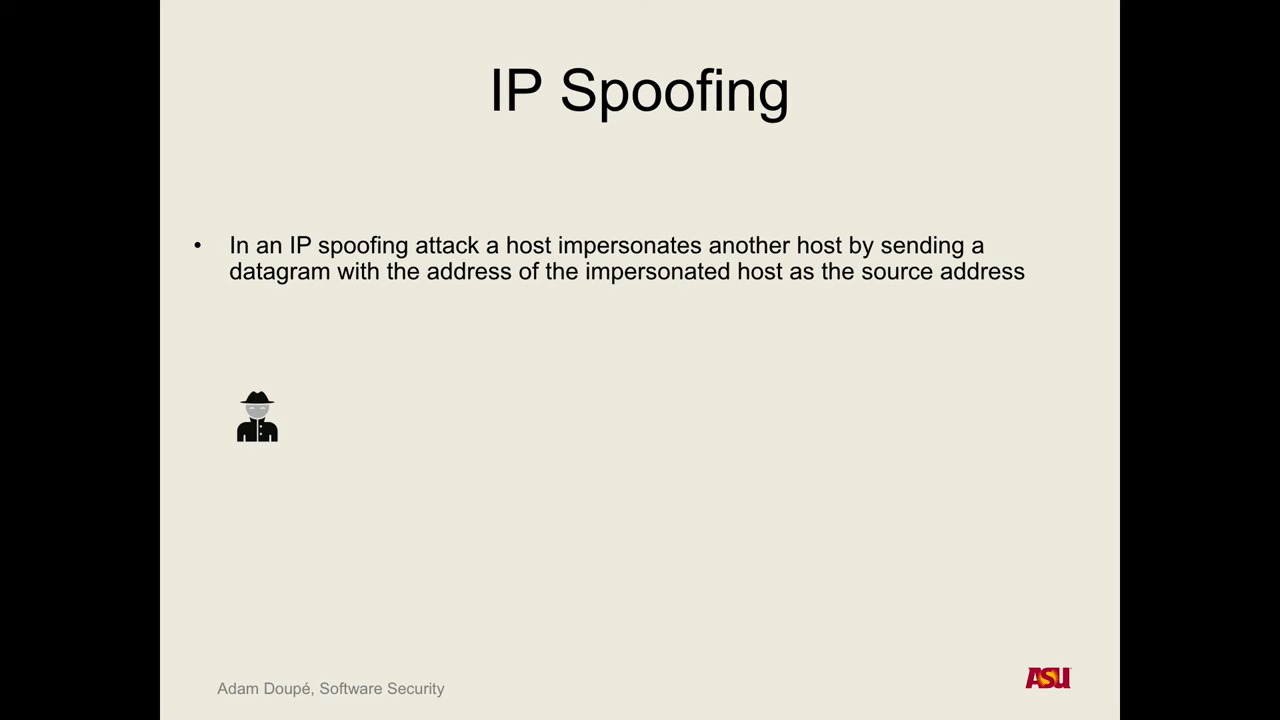 IP Spoofing
• In an IP spoofing attack a host impersonates another host by sending a
datagram with the address of the impersonated host as the source address
Adam Doupé, Software Security
ASU